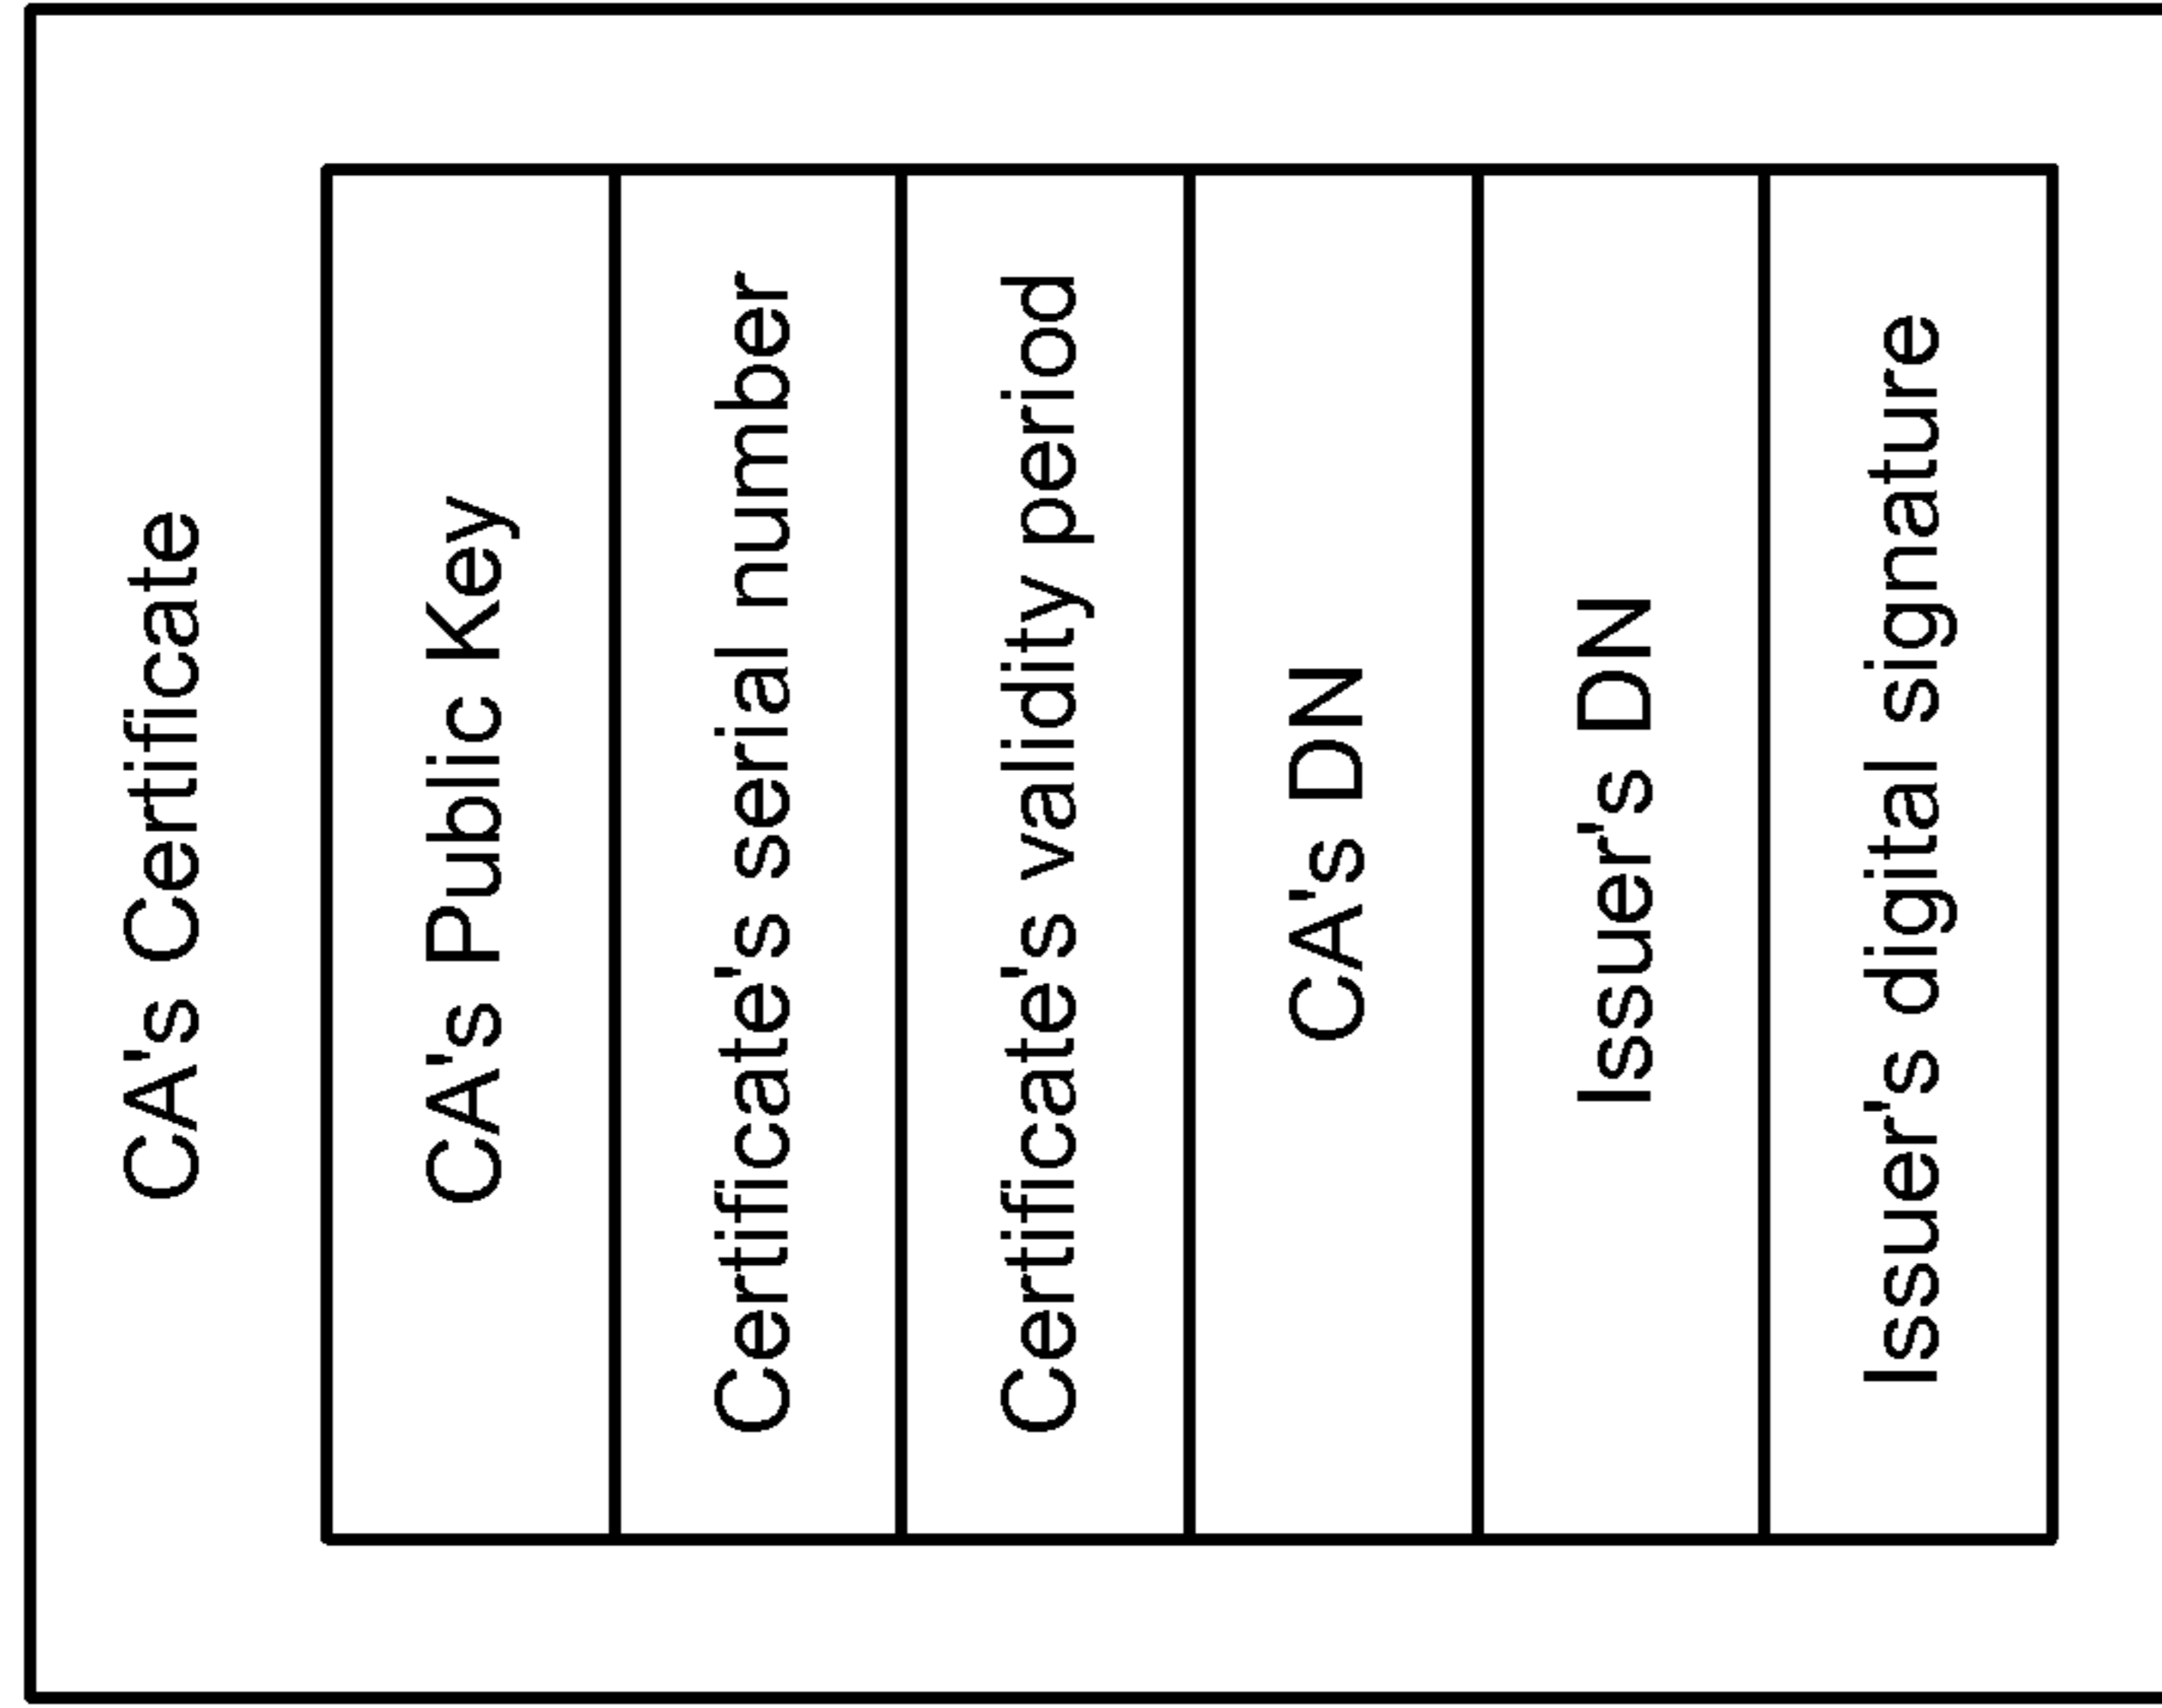 CA's Certificate
CA's Public Key
Certificate's serial number
Certificate's validity period
CA's DN
Issuer's DN
Issuer's digital signature